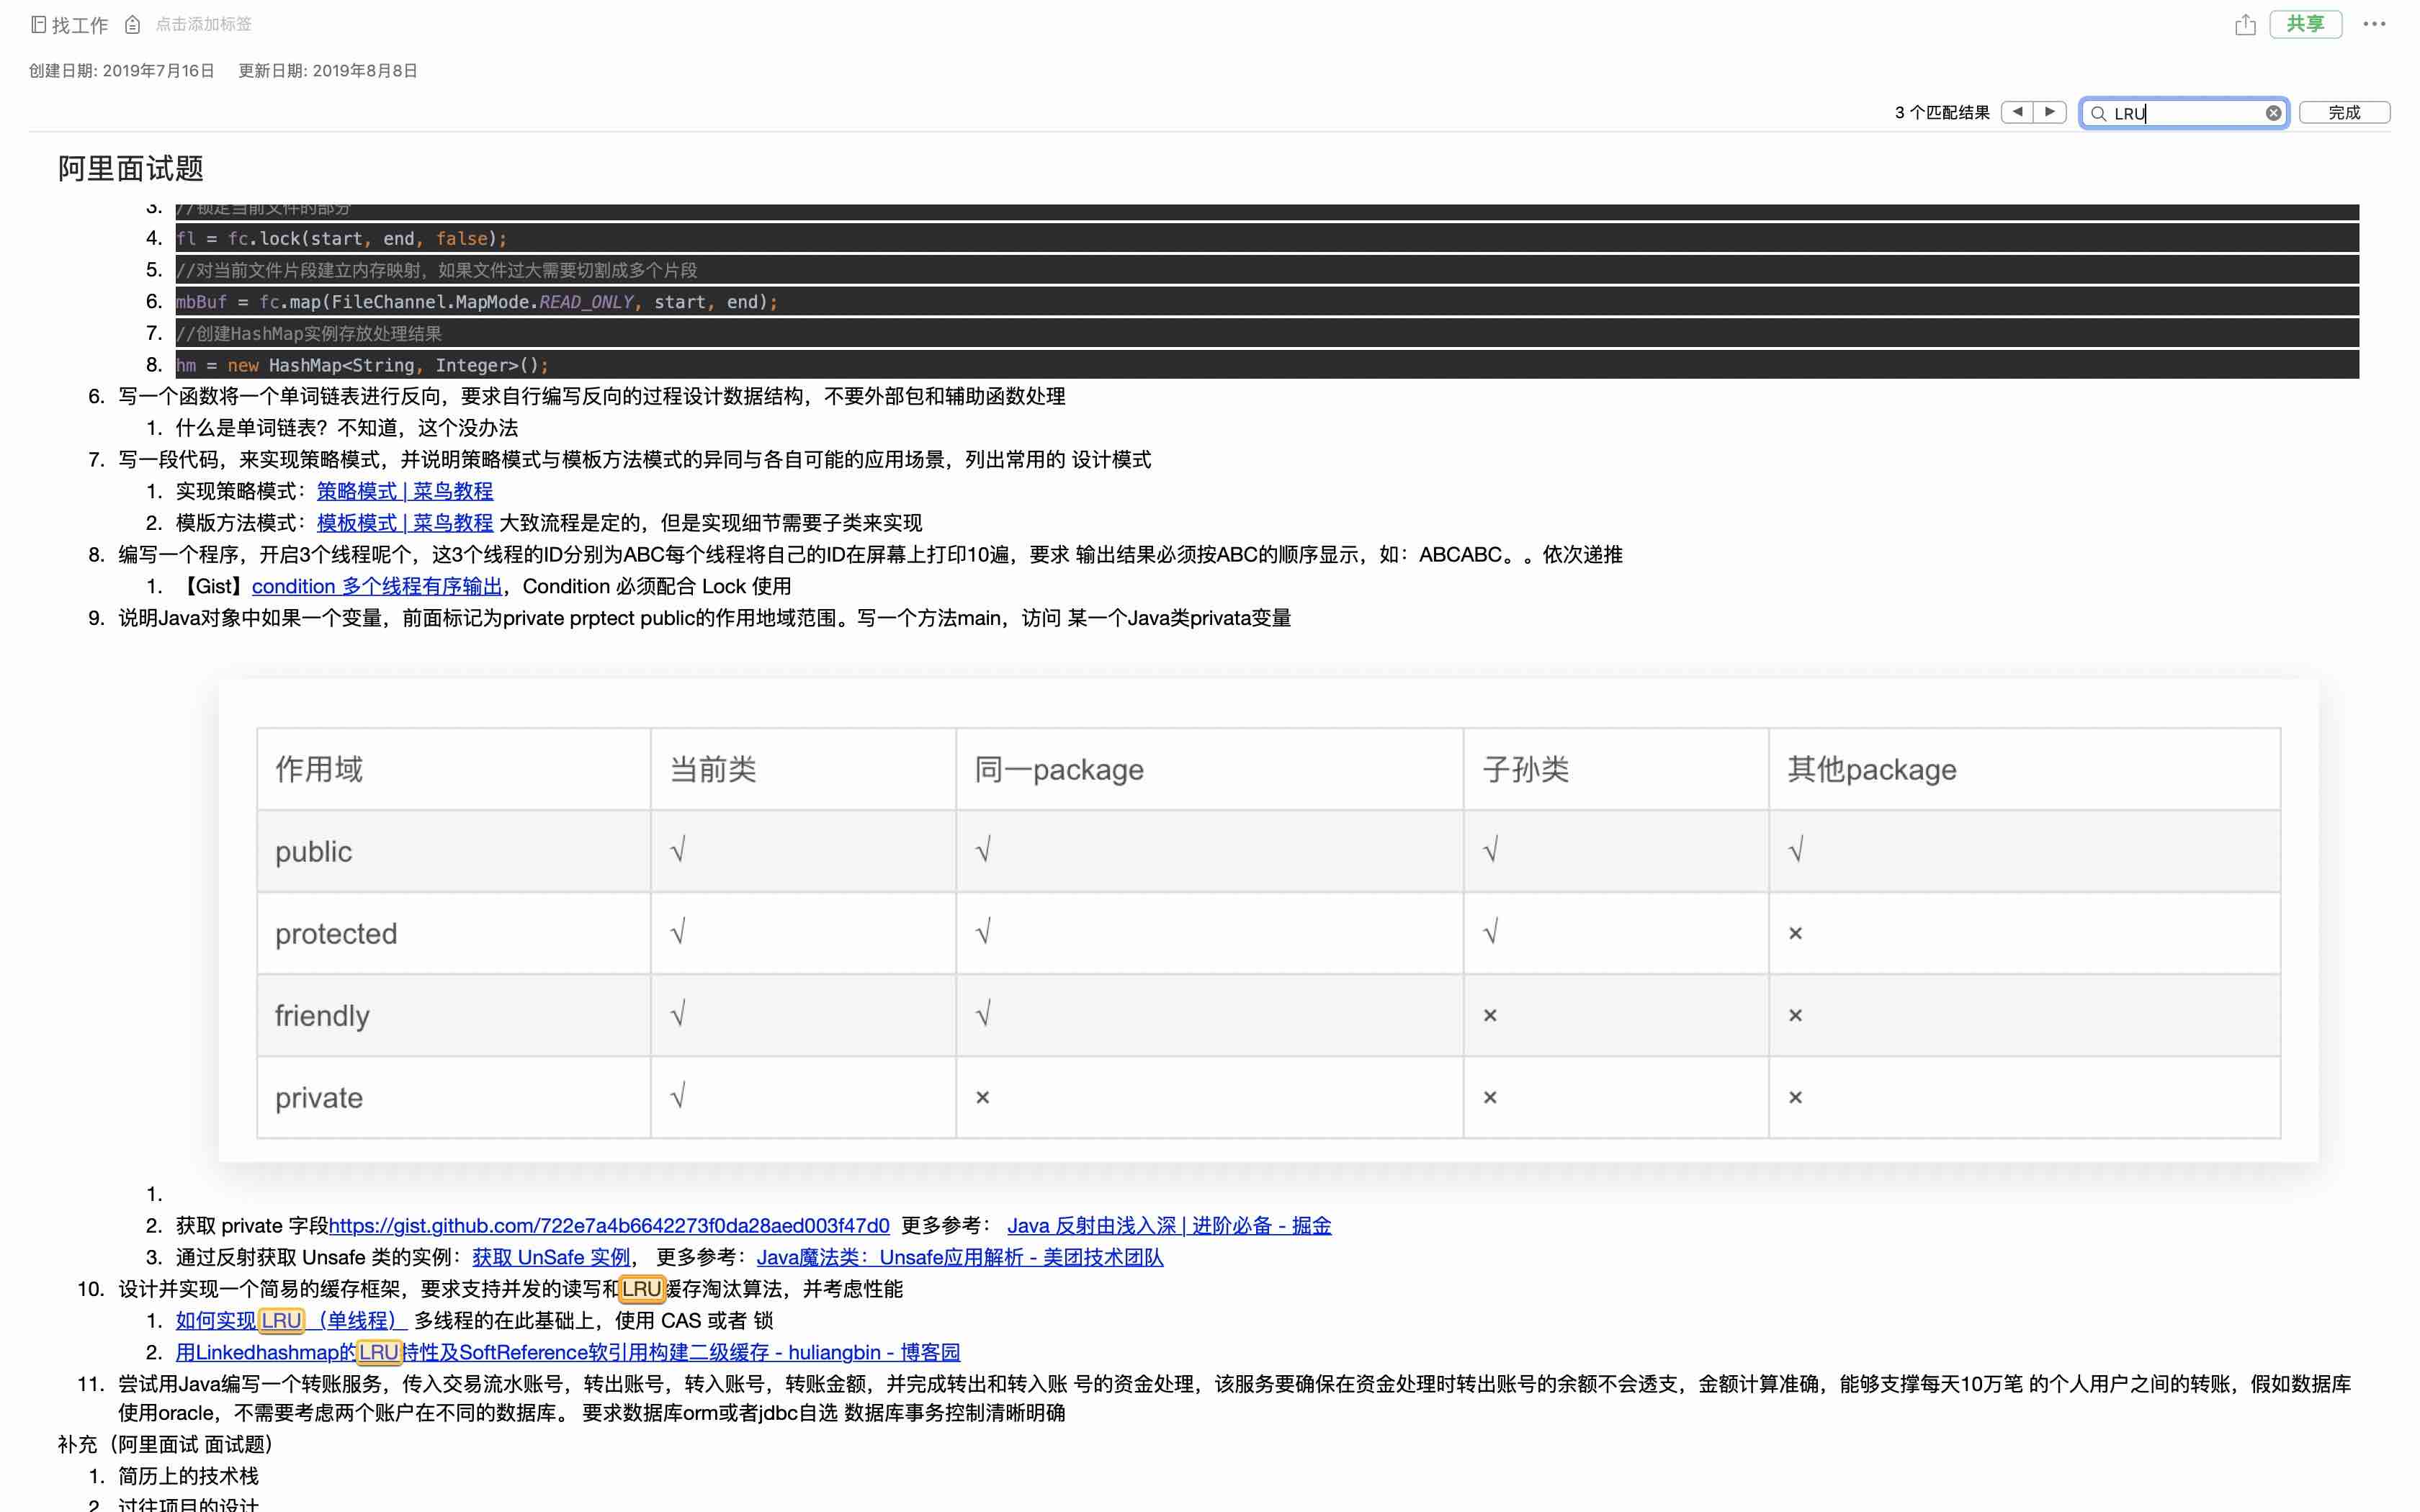 找工作 点击添加标签 共享
创建日期: 2019年7月16日 更新日期: 2019年8月8日
3 个匹配结果 LRU 完成
阿里面试题
3. //锁定当前文件的部分
4. fl = fc.lock(start, end, false);
5. //对当前文件片段建立内存映射，如果文件过大需要切割成多个片段
6. mbBuf = fc.map(FileChannel.MapMode.READ_ONLY, start, end);
7. //创建HashMap实例存放处理结果
8. hm = new HashMap<String, Integer>();
6. 写一个函数将一个单词链表进行反向，要求自行编写反向的过程设计数据结构，不要外部包和辅助函数处理
1. 什么是单词链表？不知道，这个没办法
7. 写一段代码，来实现策略模式，并说明策略模式与模板方法模式的异同与各自可能的应用场景，列出常用的 设计模式
1. 实现策略模式：策略模式 | 菜鸟教程
2. 模版方法模式：模板模式 | 菜鸟教程 大致流程是定的，但是实现细节需要子类来实现
8. 编写一个程序，开启3个线程呢个，这3个线程的ID分别为ABC每个线程将自己的ID在屏幕上打印10遍，要求 输出结果必须按ABC的顺序显示，如：ABCABC。。依次递推
1. 【Gist】condition 多个线程有序输出，Condition 必须配合 Lock 使用
9. 说明Java对象中如果一个变量，前面标记为private prptect public的作用地域范围。写一个方法main，访问 某一个Java类privata变量
作用域 当前类 同一package 子孙类 其他package
public √ √ √ √
protected √ √ √ ×
friendly √ √ × ×
private √ × × ×
1.
2. 获取 private 字段https://gist.github.com/722e7a4b6642273f0da28aed003f47d0 更多参考： Java 反射由浅入深 | 进阶必备 - 掘金
3. 通过反射获取 Unsafe 类的实例：获取 UnSafe 实例， 更多参考：Java魔法类：Unsafe应用解析 - 美团技术团队
10. 设计并实现一个简易的缓存框架，要求支持并发的读写和LRU缓存淘汰算法，并考虑性能
1. 如何实现LRU（单线程） 多线程的在此基础上，使用 CAS 或者 锁
2. 用Linkedhashmap的LRU特性及SoftReference软引用构建二级缓存 - huliangbin - 博客园
11. 尝试用Java编写一个转账服务，传入交易流水账号，转出账号，转入账号，转账金额，并完成转出和转入账 号的资金处理，该服务要确保在资金处理时转出账号的余额不会透支，金额计算准确，能够支撑每天10万笔 的个人用户之间的转账，假如数据库
使用oracle，不需要考虑两个账户在不同的数据库。 要求数据库orm或者jdbc自选 数据库事务控制清晰明确
补充（阿里面试 面试题）
1. 简历上的技术栈
2. 过往项目的设计